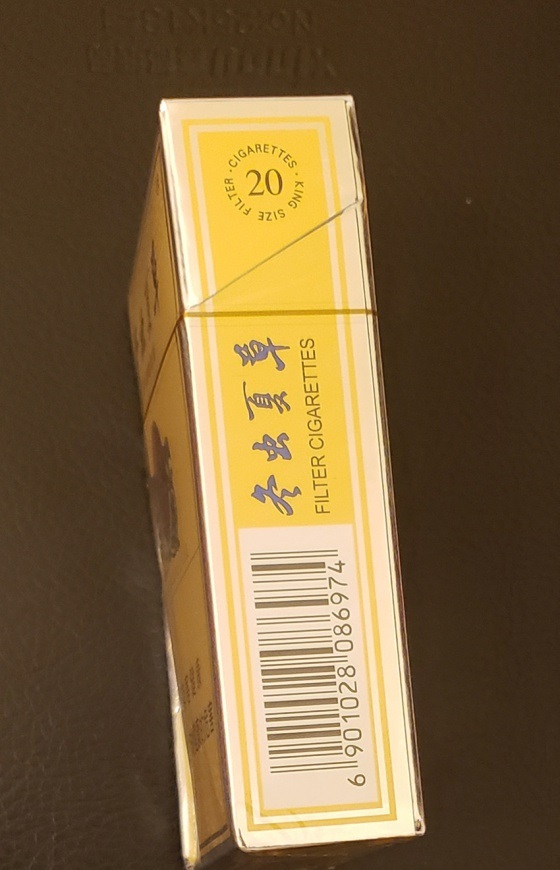 CIGARETTES · KING SIZE FILTER ·
20
冬虫夏草
FILTER CIGARETTES
6 901028 086974